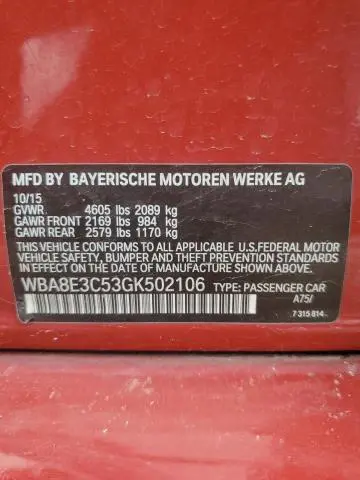 MFD BY BAYERISCHE MOTOREN WERKE AG
10/15
GVWR 4605 lbs 2089 kg
GAWR FRONT 2169 lbs 984 kg
GAWR REAR 2579 lbs 1170 kg
THIS VEHICLE CONFORMS TO ALL APPLICABLE U.S.FEDERAL MOTOR
VEHICLE SAFETY, BUMPER, AND THEFT PREVENTION STANDARDS
IN EFFECT ON THE DATE OF MANUFACTURE SHOWN ABOVE.
WBA8E3C53GK502106 TYPE: PASSENGER CAR
A75/
7 315 814